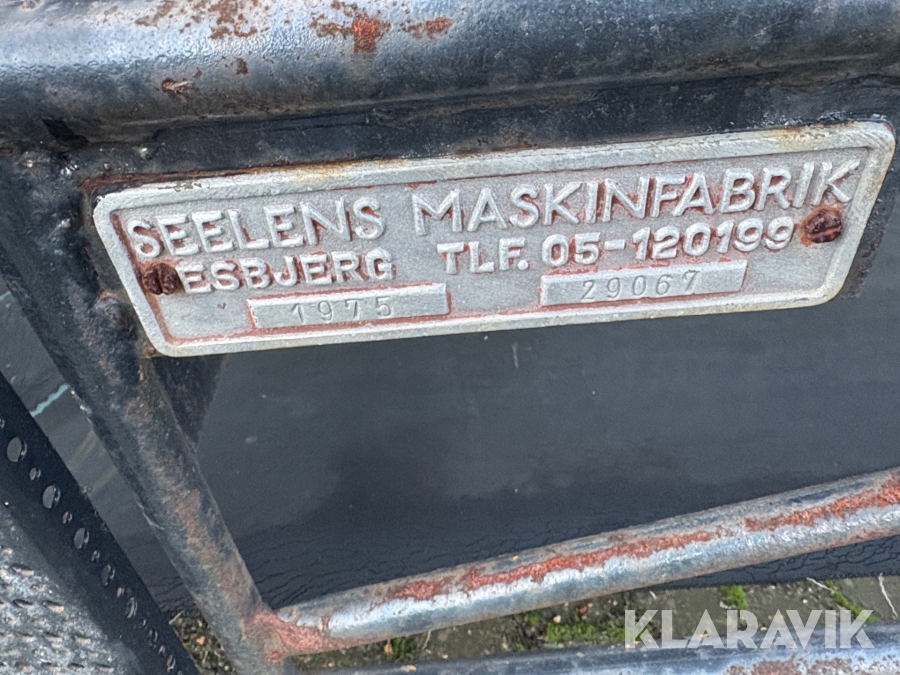 SEELENS MASKINFABRIK
ESBJERG TLF. 05-120199
1975 29067
KLARAVIK